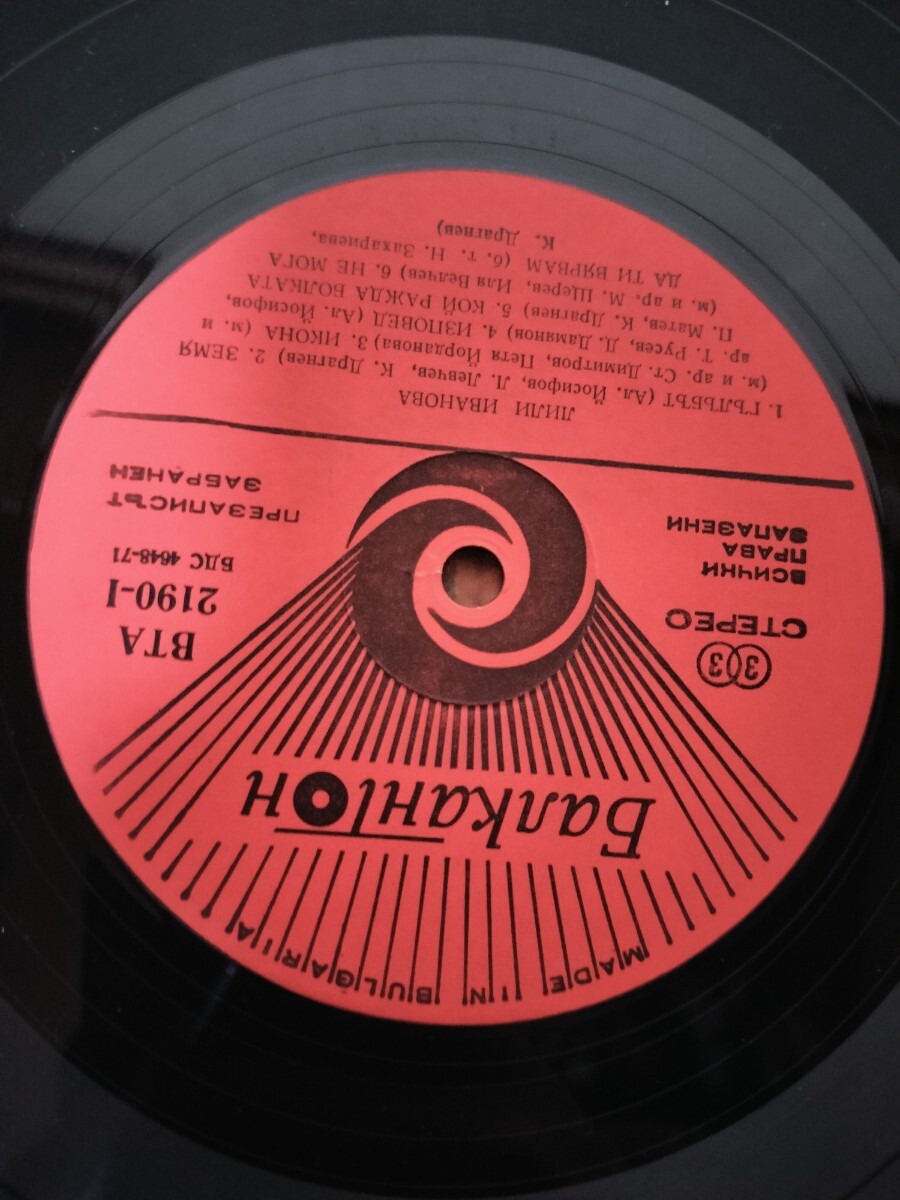 MADE IN BULGARIA
Балкантон
33
СТЕРЕО
ВСИЧКИ
ПРАВА
ЗАПАЗЕНИ
ВТА
2190-I
БДС 4648-71
ПРЕЗАПИСЪТ
ЗАБРАНЕН
ЛИЛИ ИВАНОВА
1. ГЪЛЪБЪТ (Ал. Йосифов, Л. Левчев, К. Драгнев) 2. ЗЕМЯ
(м. и ар. Ст. Димитров, Петя Йорданова) 3. ИКОНА (м. и
ар. Т. Русев, Д. Дамянов) 4. ИЗПОВЕД (Ал. Йосифов,
П. Матев, К. Драгнев) 5. КОЙ РАЖДА БОЛКАТА
(м. и ар. М. Щерев, Иля Велчев) 6. НЕ МОГА
ДА ТИ ВЯРВАМ (б. т. Н. Захариева,
К. Драгнев)